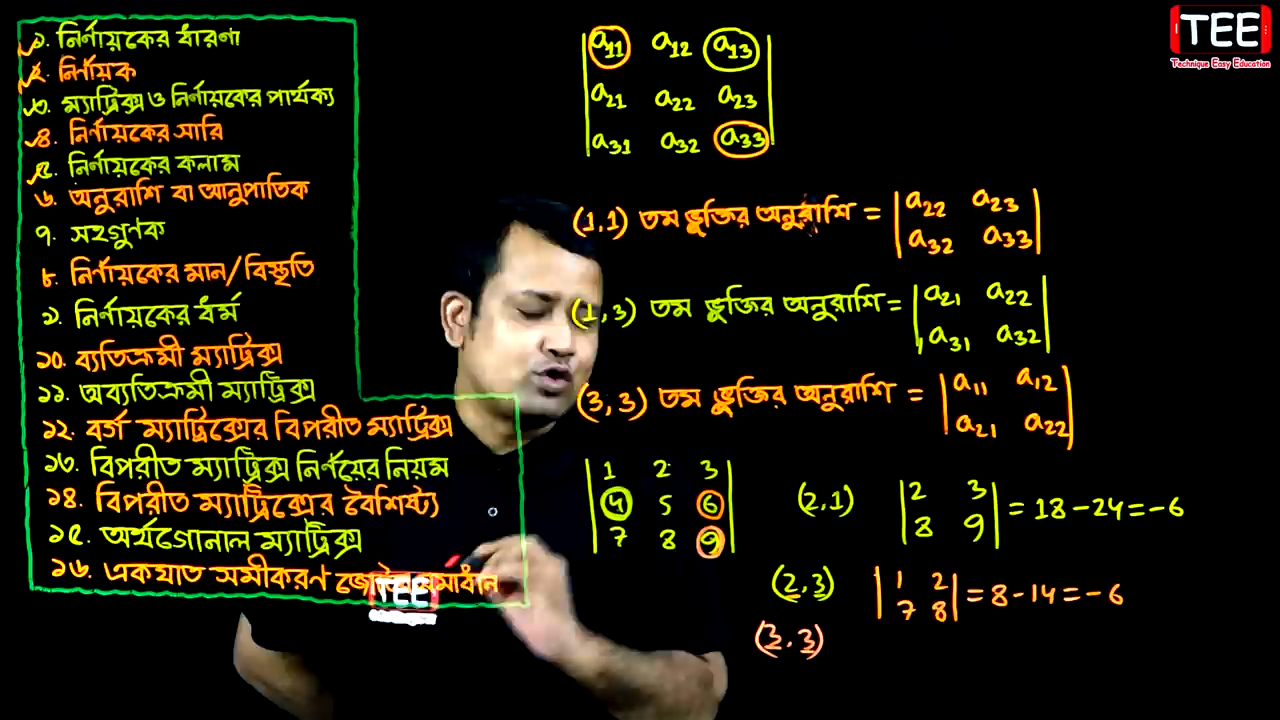 ১. নির্ণায়কের ধারণা
২. নির্ণায়ক
৩. ম্যাট্রিক্স ও নির্ণায়কের পার্থক্য
৪. নির্ণায়কের সারি
৫. নির্ণায়কের কলাম
৬. অনুরাশি বা আনুপাতিক
৭. সহগুণক
৮. নির্ণায়কের মান/বিস্তৃতি
৯. নির্ণায়কের ধর্ম
১০. ব্যতিক্রমী ম্যাট্রিক্স
১১. অব্যতিক্রমী ম্যাট্রিক্স
১২. বর্গ ম্যাট্রিক্সের বিপরীত ম্যাট্রিক্স
১৩. বিপরীত ম্যাট্রিক্স নির্ণয়ের নিয়ম
১৪. বিপরীত ম্যাট্রিক্সের বৈশিষ্ট্য
১৫. অর্থগোনাল ম্যাট্রিক্স
১৬. একঘাত সমীকরণ সমাধান
TEE
TEE
Technique Easy Education
a11 a12 a13
a21 a22 a23
a31 a32 a33
(1,1) তম ভুক্তির অনুরাশি = | a22 a23
a32 a33 |
(1,3) তম ভুক্তির অনুরাশি = | a21 a22
a31 a32 |
(3,3) তম ভুক্তির অনুরাশি = | a11 a12
a21 a22 |
1 2 3
4 5 6
7 8 9
(2,1) | 2 3
8 9 | = 18-24=-6
(2,3) | 1 2
7 8 | = 8-14=-6
(3,3)